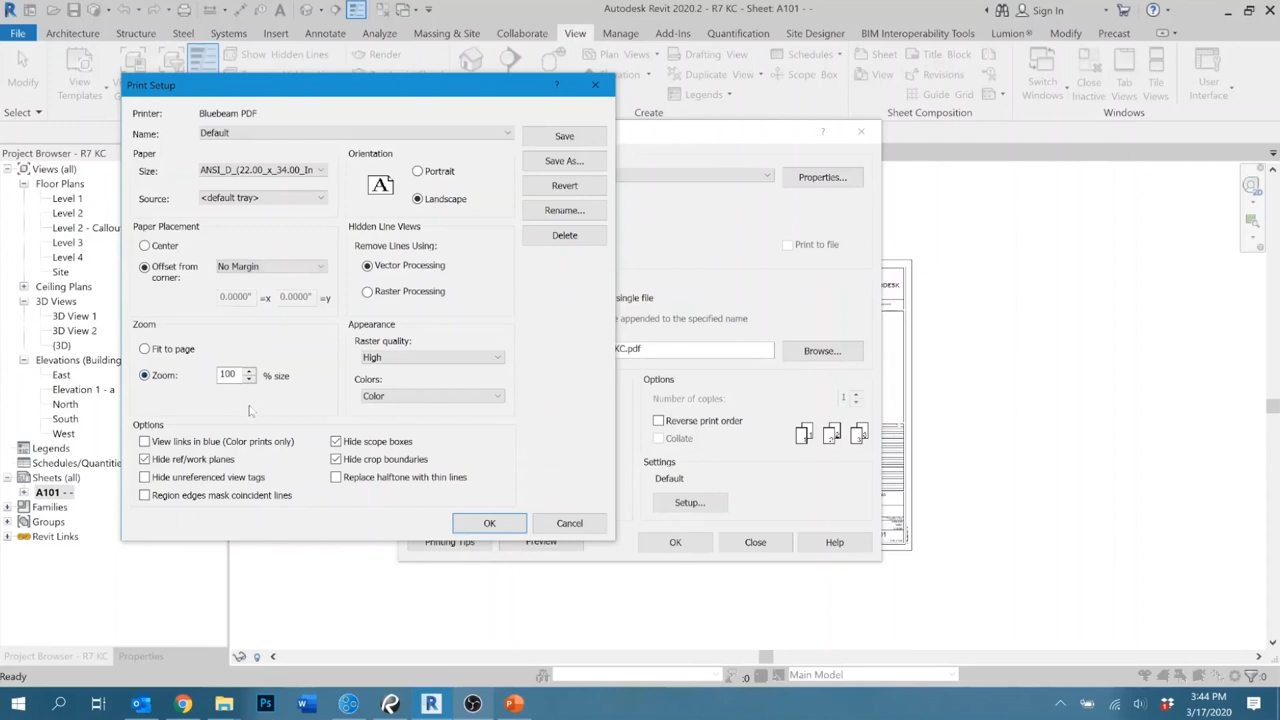 Autodesk Revit 2020.2 - R7 KC - Sheet: A101 - -
Sign In
File Architecture Structure Steel Systems Insert Annotate Analyze Massing & Site Collaborate View Manage Add-Ins Quantification Site Designer BIM Interoperability Tools Lumion® Modify Precast
Modify
View
Templates
Show Hidden Lines
Render
Plan Views
Drafting View
Schedules
Duplicate View
Scope Box
Legends
Sheet
Title Block
View
Revisions
Guide Grid
Switch
Windows
Close
Inactive
Tab
Views
Tile
Views
User
Interface
Select
Create
Sheet Composition
Windows
Project Browser - R7 KC
Views (all)
Floor Plans
Level 1
Level 2
Level 2 - Callou
Level 3
Level 4
Site
Ceiling Plans
3D Views
3D View 1
3D View 2
{3D}
Elevations (Building
East
Elevation 1 - a
North
South
West
Legends
Schedules/Quantitie
Sheets (all)
A101 - -
Families
Groups
Revit Links
Project Browser - R7 KC
Properties
Print Setup
Printer: Bluebeam PDF
Name: Default
Paper
Size: ANSI_D_(22.00_x_34.00_In
Source: <default tray>
Orientation
Portrait
Landscape
Paper Placement
Center
Offset from
corner:
No Margin
0.0000" =x 0.0000" =y
Hidden Line Views
Remove Lines Using:
Vector Processing
Raster Processing
Zoom
Fit to page
Zoom: 100 % size
Appearance
Raster quality:
High
Colors:
Color
Options
View lines in blue (Color prints only)
Hide ref/work planes
Hide unreferenced view tags
Region edges mask coincident lines
Hide scope boxes
Hide crop boundaries
Replace halftone with thin lines
Save
Save As...
Revert
Rename...
Delete
OK
Cancel
Properties...
Print to file
single file
appended to the specified name
KC.pdf
Browse...
Options
Number of copies: 1
Reverse print order
Collate
Settings
Default
Setup...
Printing Tips
Preview
OK
Close
Help
Ready
:0
Main Model
:0
3:44 PM
3/17/2020